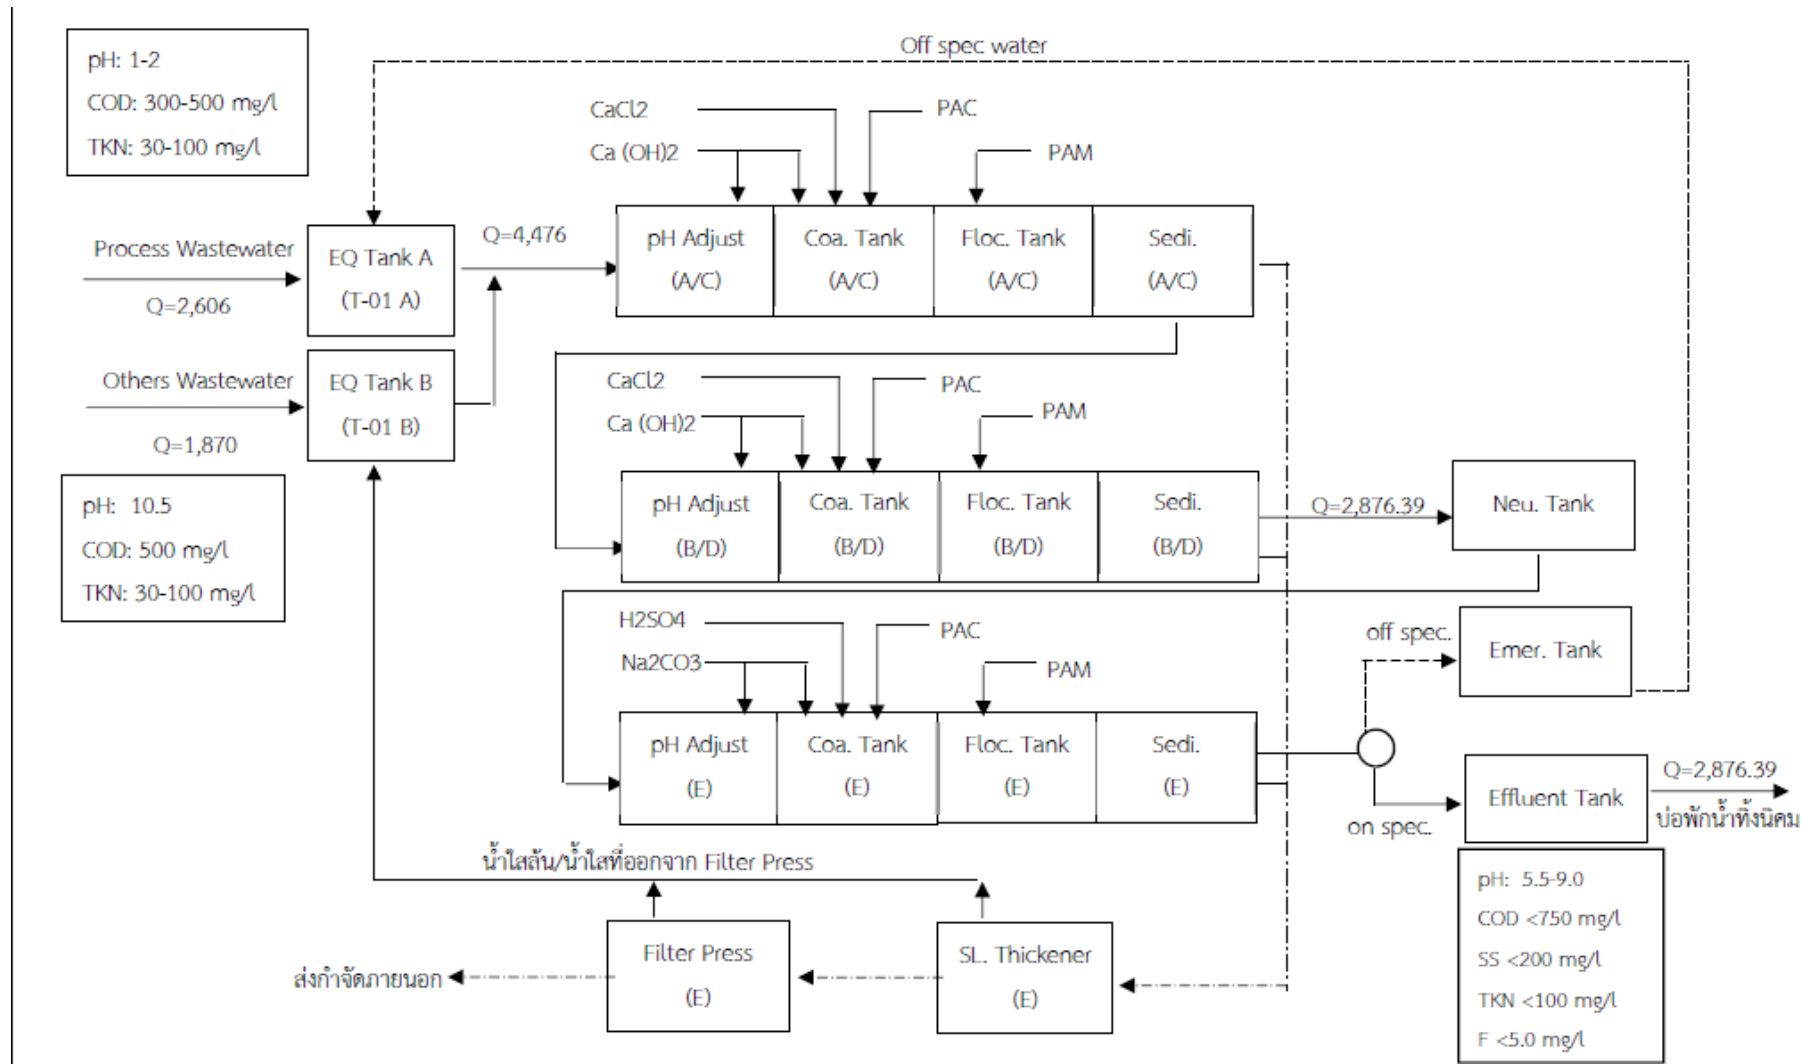 Off spec water
pH: 1-2
COD: 300-500 mg/l
TKN: 30-100 mg/l
CaCl2
PAC
Ca (OH)2
PAM
Process Wastewater
Q=2,606
EQ Tank A
(T-01 A)
Q=4,476
pH Adjust
(A/C)
Coa. Tank
(A/C)
Floc. Tank
(A/C)
Sedi.
(A/C)
Others Wastewater
Q=1,870
EQ Tank B
(T-01 B)
CaCl2
PAC
Ca (OH)2
PAM
pH: 10.5
COD: 500 mg/l
TKN: 30-100 mg/l
pH Adjust
(B/D)
Coa. Tank
(B/D)
Floc. Tank
(B/D)
Sedi.
(B/D)
Q=2,876.39
Neu. Tank
H2SO4
PAC
Na2CO3
PAM
off spec.
Emer. Tank
pH Adjust
(E)
Coa. Tank
(E)
Floc. Tank
(E)
Sedi.
(E)
on spec.
Effluent Tank
Q=2,876.39
บ่อพักน้ำทิ้งนิคม
น้ำใสล้น/น้ำใสที่ออกจาก Filter Press
pH: 5.5-9.0
COD <750 mg/l
SS <200 mg/l
TKN <100 mg/l
F <5.0 mg/l
Filter Press
(E)
SL. Thickener
(E)
ส่งกำจัดภายนอก